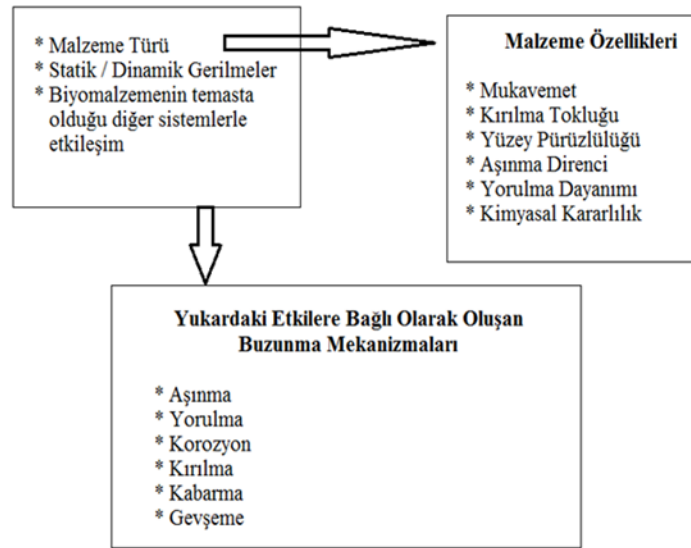 * Malzeme Türü
* Statik / Dinamik Gerilmeler
* Biyomalzemenin temasta
olduğu diğer sistemlerle
etkileşim
Malzeme Özellikleri
* Mukavemet
* Kırılma Tokluğu
* Yüzey Pürüzlülüğü
* Aşınma Direnci
* Yorulma Dayanımı
* Kimyasal Kararlılık
Yukardaki Etkilere Bağlı Olarak Oluşan
Buzunma Mekanizmaları
* Aşınma
* Yorulma
* Korozyon
* Kırılma
* Kabarma
* Gevşeme